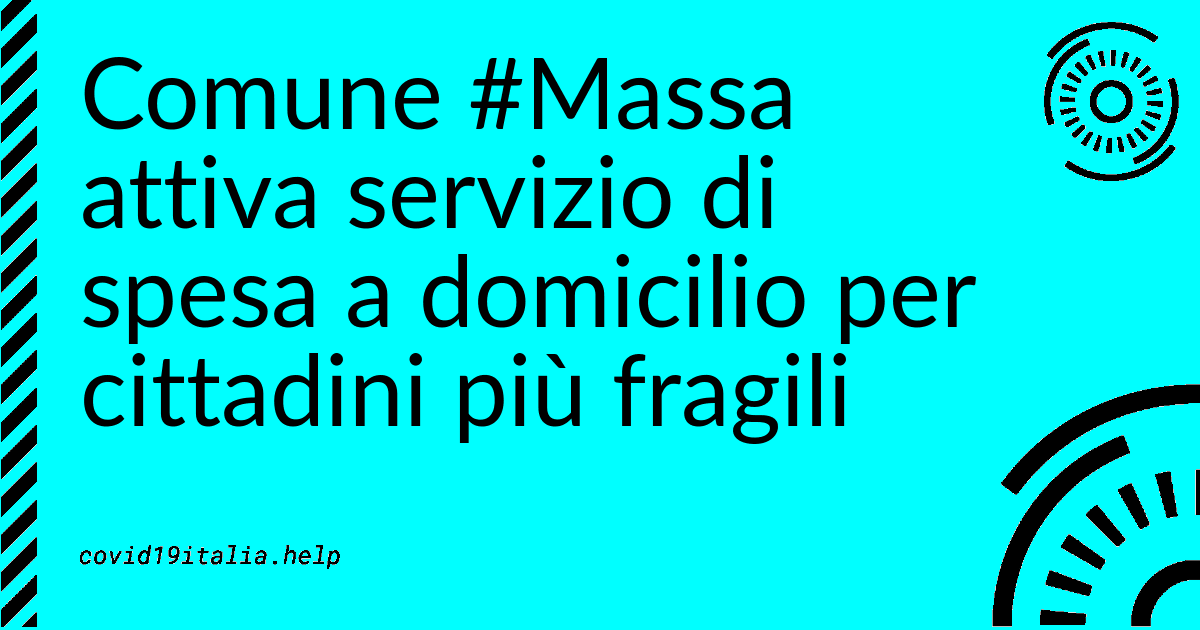 Comune #Massa
attiva servizio di
spesa a domicilio per
cittadini più fragili
covid19italia.help